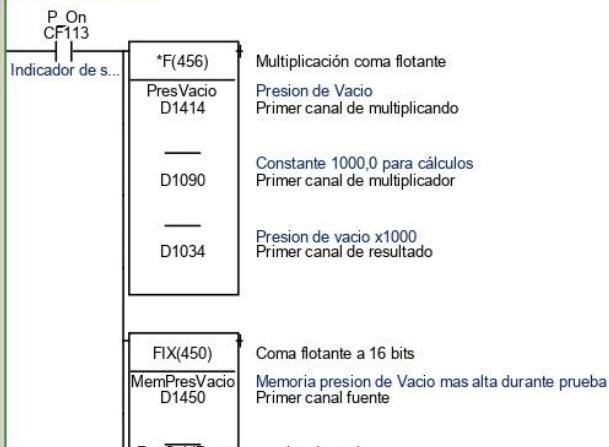 P_On
CF113
Indicador de s...
*F(456)
Multiplicación coma flotante
PresVacio
Presion de Vacio
D1414
Primer canal de multiplicando
Constante 1000,0 para cálculos
D1090
Primer canal de multiplicador
Presion de vacio x1000
D1034
Primer canal de resultado
FIX(450)
Coma flotante a 16 bits
MemPresVacio
Memoria presion de Vacio mas alta durante prueba
D1450
Primer canal fuente